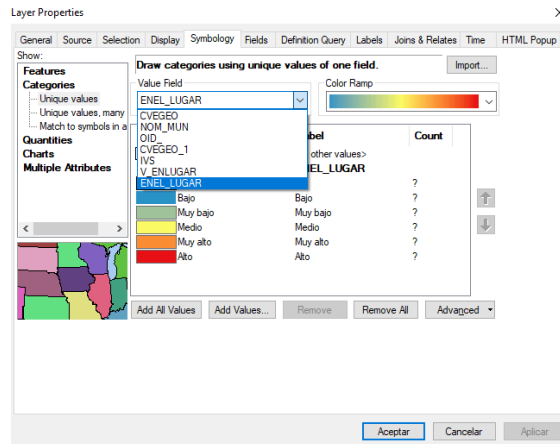 Layer Properties
General Source Selection Display Symbology Fields Definition Query Labels Joins & Relates Time HTML Popup
Show:
Features
Categories
Unique values
Unique values, many
Match to symbols in a
Quantities
Charts
Multiple Attributes
Draw categories using unique values of one field.
Import...
Value Field
ENEL_LUGAR
Color Ramp
CVEGEO
NOM_MUN
OID_
CVEGEO_1
IVS
V_ENLUGAR
ENEL_LUGAR
bel Count
other values>
EL_LUGAR
Bajo Bajo ?
Muy bajo Muy bajo ?
Medio Medio ?
Muy alto Muy alto ?
Alto Alto ?
Add All Values Add Values... Remove Remove All Advanced
Aceptar Cancelar Aplicar